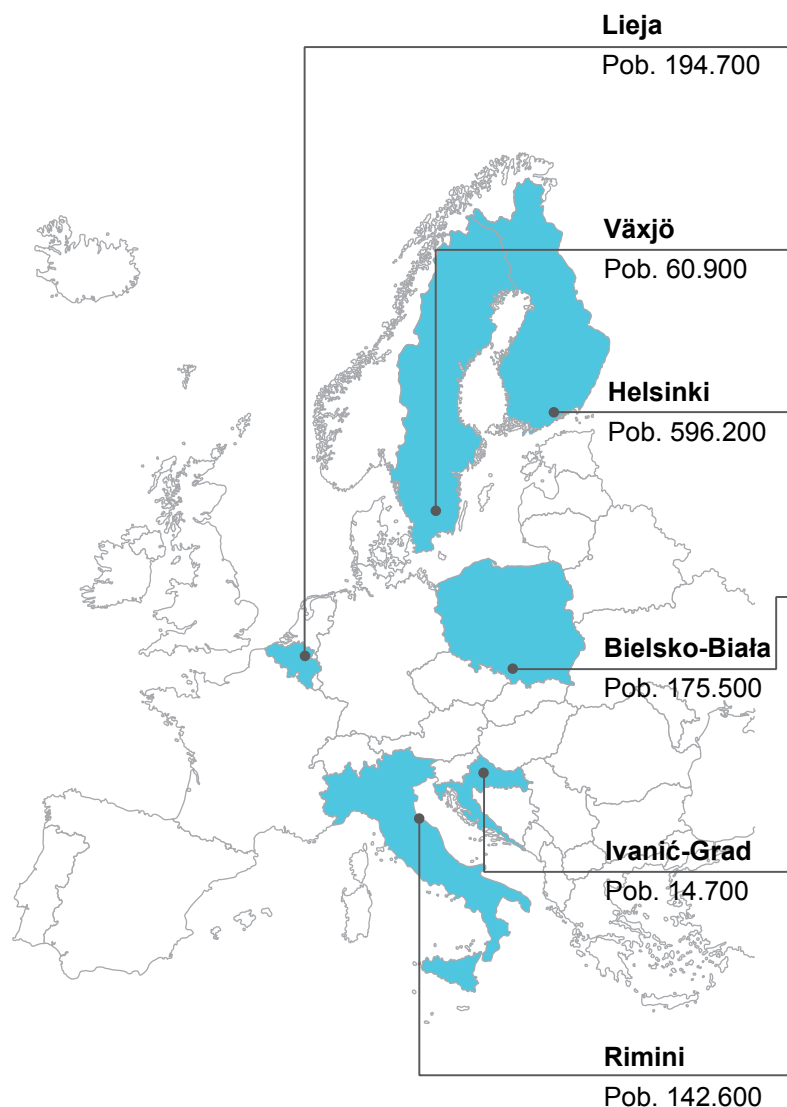 Lieja
Pob. 194.700
Växjö
Pob. 60.900
Helsinki
Pob. 596.200
Bielsko-Biała
Pob. 175.500
Ivanić-Grad
Pob. 14.700
Rimini
Pob. 142.600